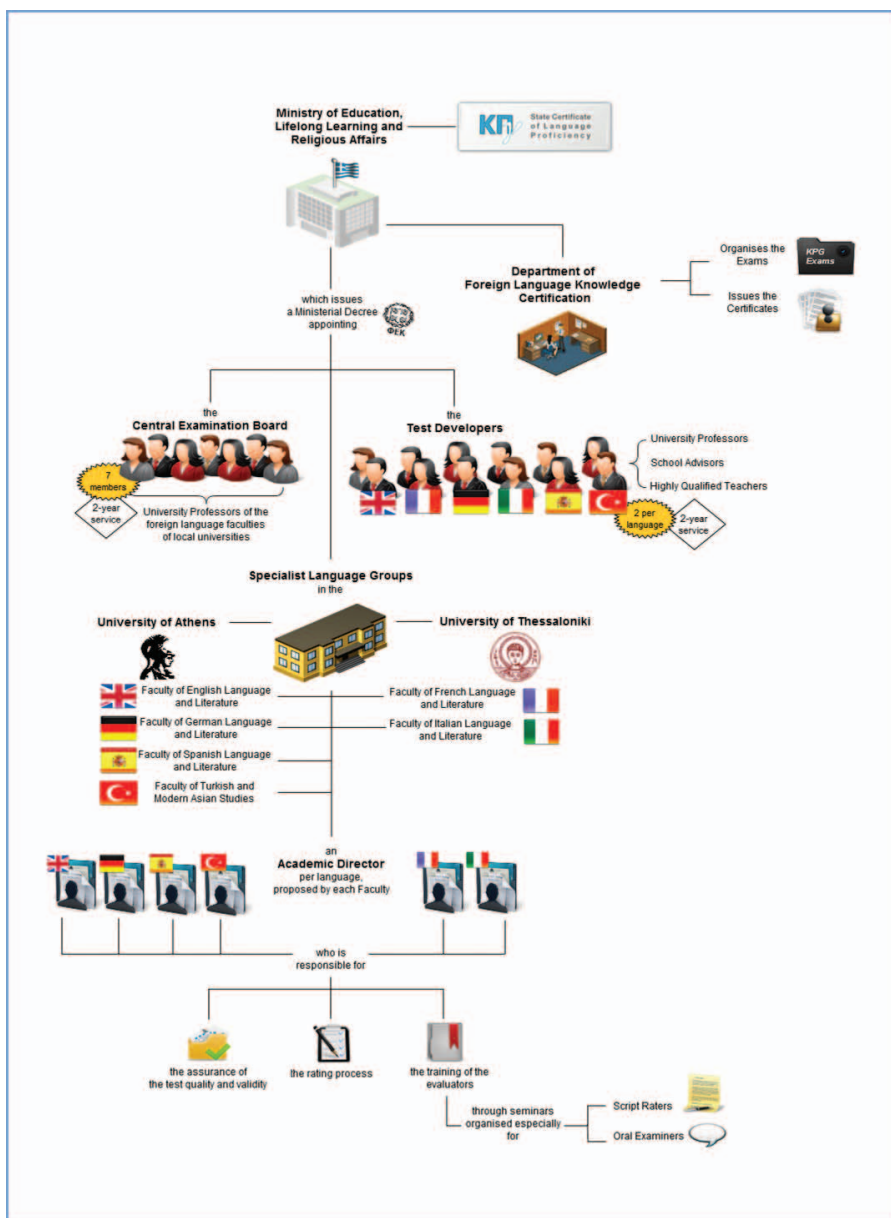 Ministry of Education,
Lifelong Learning and
Religious Affairs
ΚΠγ
State Certificate
of Language
Proficiency
Department of
Foreign Language Knowledge
Certification
Organises the
Exams
KPG
Exams
Issues the
Certificates
which issues
a Ministerial Decree
appointing
ΦΕΚ
the
Central Examination Board
7
members
2-year
service
University Professors of the
foreign language faculties
of local universities
the
Test Developers
University Professors
School Advisors
Highly Qualified Teachers
2 per
language
2-year
service
Specialist Language Groups
in the
University of Athens
University of Thessaloniki
Faculty of English Language
and Literature
Faculty of French Language
and Literature
Faculty of German Language
and Literature
Faculty of Italian Language
and Literature
Faculty of Spanish Language
and Literature
Faculty of Turkish and
Modern Asian Studies
an
Academic Director
per language,
proposed by each Faculty
who is
responsible for
the assurance of
the test quality and validity
the rating process
the training of the
evaluators
through seminars
organised especially
for
Script Raters
Oral Examiners